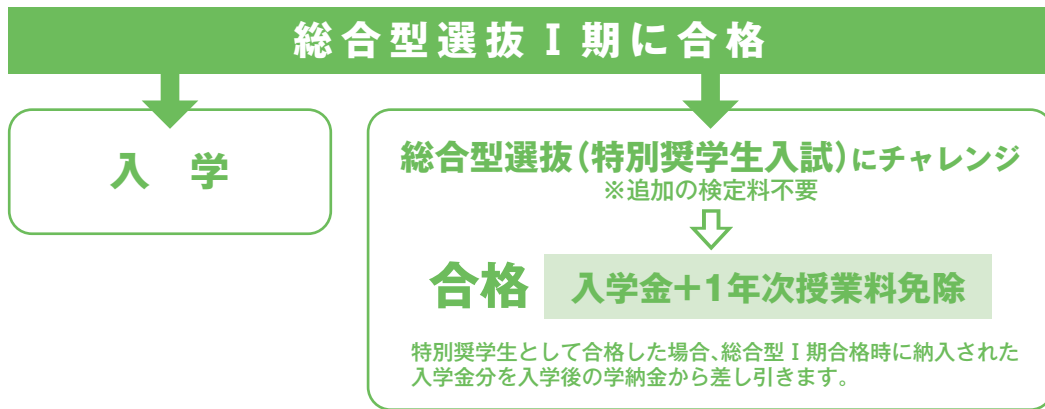 総合型選抜Ⅰ期に合格
入 学
総合型選抜(特別奨学生入試)にチャレンジ
※追加の検定料不要
合格 入学金+1年次授業料免除
特別奨学生として合格した場合、総合型Ⅰ期合格時に納入された
入学金分を入学後の学納金から差し引きます。